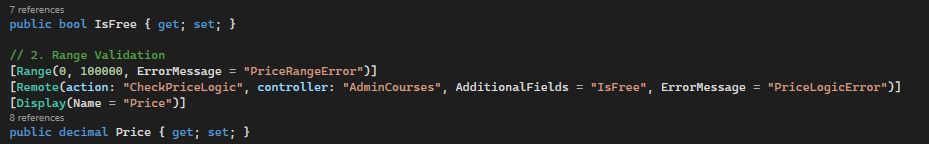 7 references
public bool IsFree { get; set; }
// 2. Range Validation
[Range(0, 100000, ErrorMessage = "PriceRangeError")]
[Remote(action: "CheckPriceLogic", controller: "AdminCourses", AdditionalFields = "IsFree", ErrorMessage = "PriceLogicError")]
[Display(Name = "Price")]
8 references
public decimal Price { get; set; }